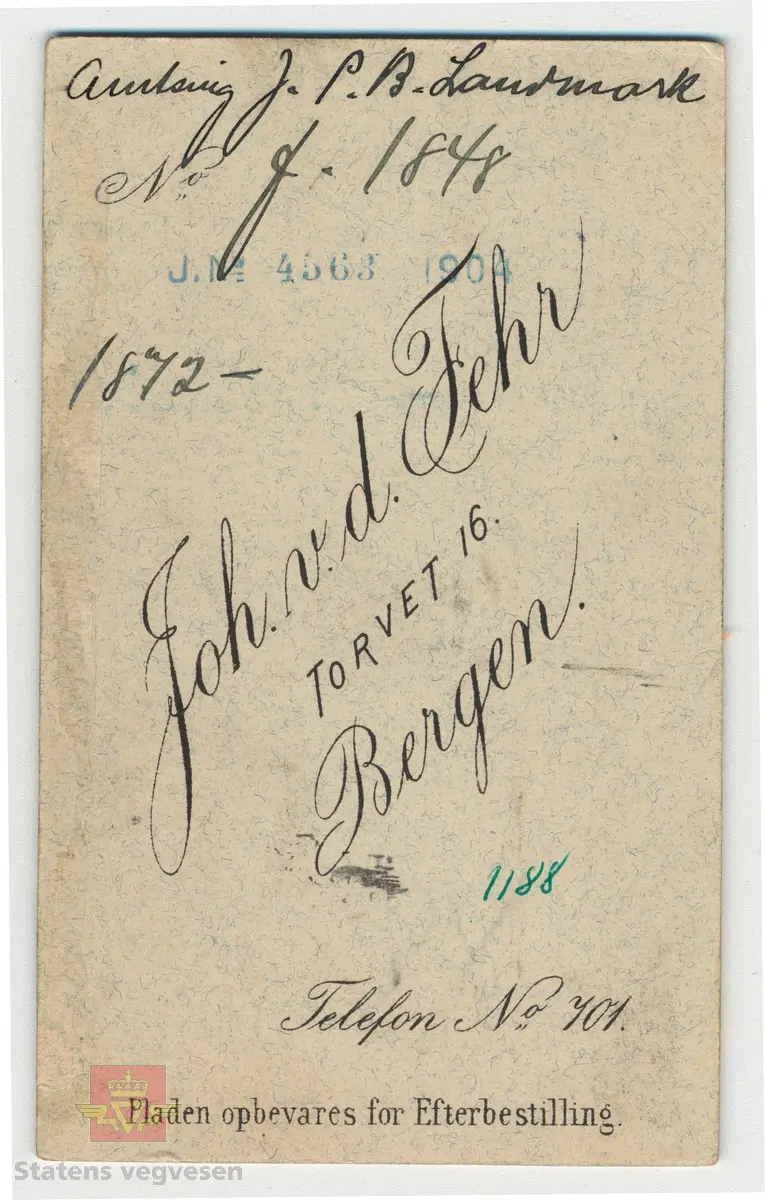 Amtsing J. P. B. Landmark
No f. 1848
J.No 4563 1904
1872 –
Joh. v. d. Fehr
TORVET 16.
Bergen.
1188
Telefon No 701.
Pladen opbevares for Efterbestilling.
Statens vegvesen